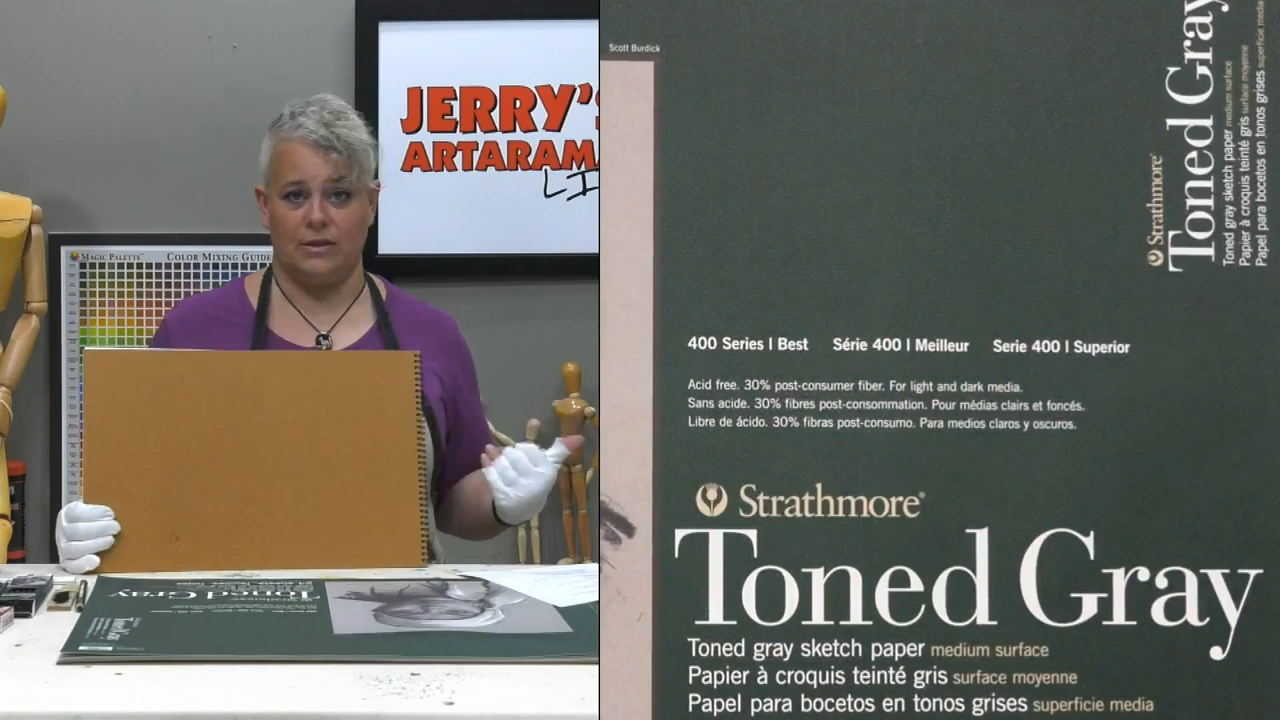 JERRY'S
ARTARAMA
LI
MAGIC PALETTE
COLOR MIXING GUIDE
Toned Gray
Scott Burdick
Strathmore®
Toned Gray
Toned gray sketch paper medium surface
Papier à croquis teinté gris surface moyenne
Papel para bocetos en tonos grises superficie media
400 Series | Best Série 400 | Meilleur Serie 400 | Superior
Acid free. 30% post-consumer fiber. For light and dark media.
Sans acide. 30% fibres post-consommation. Pour médias clairs et foncés.
Libre de ácido. 30% fibras post-consumo. Para medios claros y oscuros.
Strathmore®
Toned Gray
Toned gray sketch paper medium surface
Papier à croquis teinté gris surface moyenne
Papel para bocetos en tonos grises superficie media